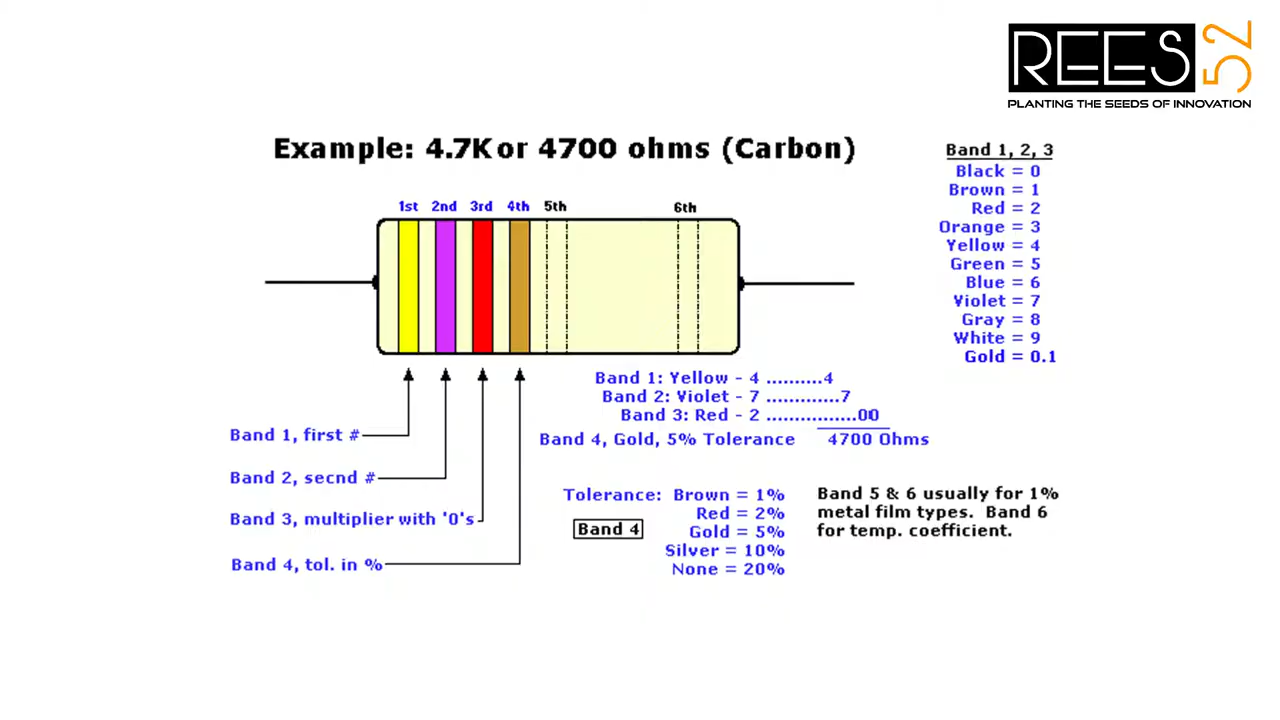 REES 52
PLANTING THE SEEDS OF INNOVATION
Example: 4.7K or 4700 ohms (Carbon)
1st 2nd 3rd 4th 5th 6th
Band 1, 2, 3
Black = 0
Brown = 1
Red = 2
Orange = 3
Yellow = 4
Green = 5
Blue = 6
Violet = 7
Gray = 8
White = 9
Gold = 0.1
Band 1, first #
Band 2, secnd #
Band 3, multiplier with '0's
Band 4, tol. in %
Band 1: Yellow - 4 ..........4
Band 2: Violet - 7 .............7
Band 3: Red - 2 ................00
Band 4, Gold, 5% Tolerance 4700 Ohms
Tolerance: Brown = 1%
Red = 2%
Band 4
Gold = 5%
Silver = 10%
None = 20%
Band 5 & 6 usually for 1%
metal film types. Band 6
for temp. coefficient.